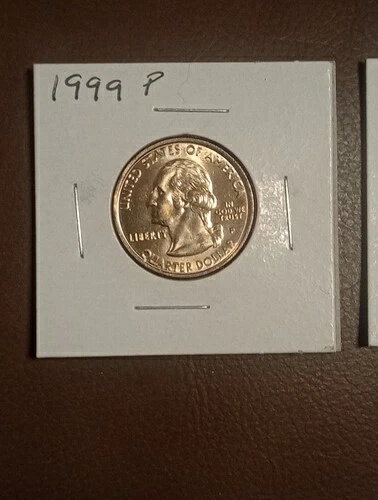 1999 P
UNITED STATES OF AMERICA
LIBERTY
IN
GOD WE
TRUST
P
QUARTER DOLLAR